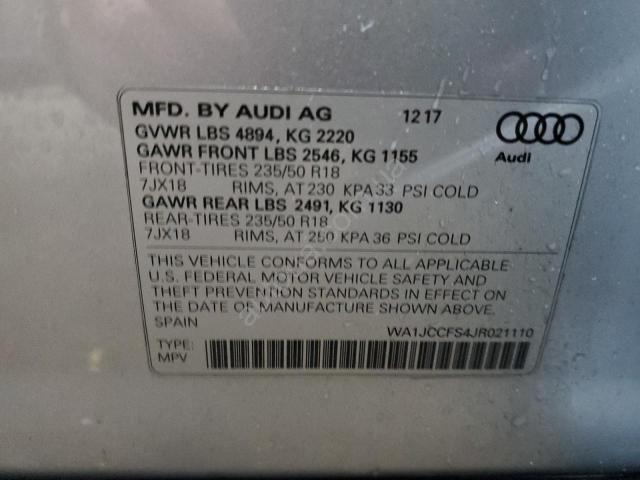 MFD. BY AUDI AG 12 17
GVWR LBS 4894, KG 2220
GAWR FRONT LBS 2546, KG 1155
FRONT-TIRES 235/50 R18
7JX18 RIMS, AT 230 KPA 33 PSI COLD
GAWR REAR LBS 2491, KG 1130
REAR-TIRES 235/50 R18
7JX18 RIMS, AT 250 KPA 36 PSI COLD
Audi
THIS VEHICLE CONFORMS TO ALL APPLICABLE
U.S. FEDERAL MOTOR VEHICLE SAFETY AND
THEFT PREVENTION STANDARDS IN EFFECT ON
THE DATE OF MANUFACTURE SHOWN ABOVE.
SPAIN
WA1JCCFS4JR021110
TYPE:
MPV